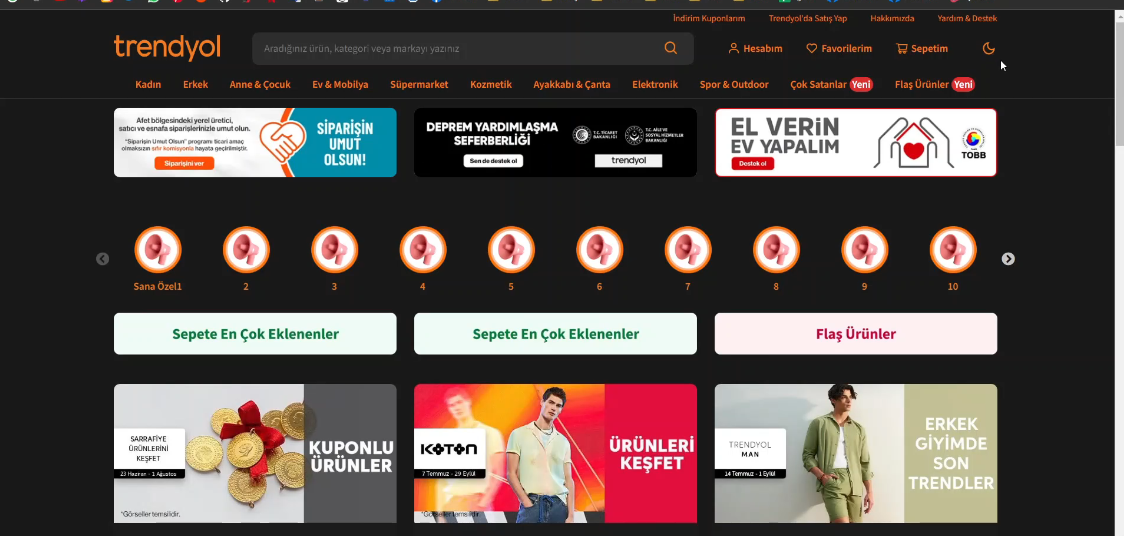 İndirim Kuponlarım Trendyol'da Satış Yap Hakkımızda Yardım & Destek
trendyol
Aradığınız ürün, kategori veya markayı yazınız
Hesabım Favorilerim Sepetim
Kadın Erkek Anne & Çocuk Ev & Mobilya Süpermarket Kozmetik Ayakkabı & Çanta Elektronik Spor & Outdoor Çok Satanlar Yeni Flaş Ürünler Yeni
Afet bölgesindeki yerel üretici,
satıcı ve esnafa siparişlerinizle umut olun.
"Siparişin Umut Olsun" programı ticari amaç
olmaksızın sıfır komisyonla hayata geçirilmiştir.
Siparişini ver
SİPARİŞİN
UMUT
OLSUN!
DEPREM YARDIMLAŞMA
SEFERBERLİĞİ
Sen de destek ol
T.C. TİCARET
BAKANLIĞI
T.C. AİLE VE
SOSYAL HİZMETLER
BAKANLIĞI
trendyol
EL VERİN
EV YAPALIM
Destek ol
TOBB
Sana Özel1 2 3 4 5 6 7 8 9 10
Sepete En Çok Eklenenler Sepete En Çok Eklenenler Flaş Ürünler
SARRAFİYE
ÜRÜNLERİNİ
KEŞFET
23 Haziran - 1 Ağustos
*Görseller temsilidir.
KUPONLU
ÜRÜNLER
KOTON
7 Temmuz - 29 Eylül
*Görseller temsilidir.
ÜRÜNLERİ
KEŞFET
TRENDYOL
MAN
14 Temmuz - 1 Eylül
ERKEK
GİYİMDE
SON
TRENDLER